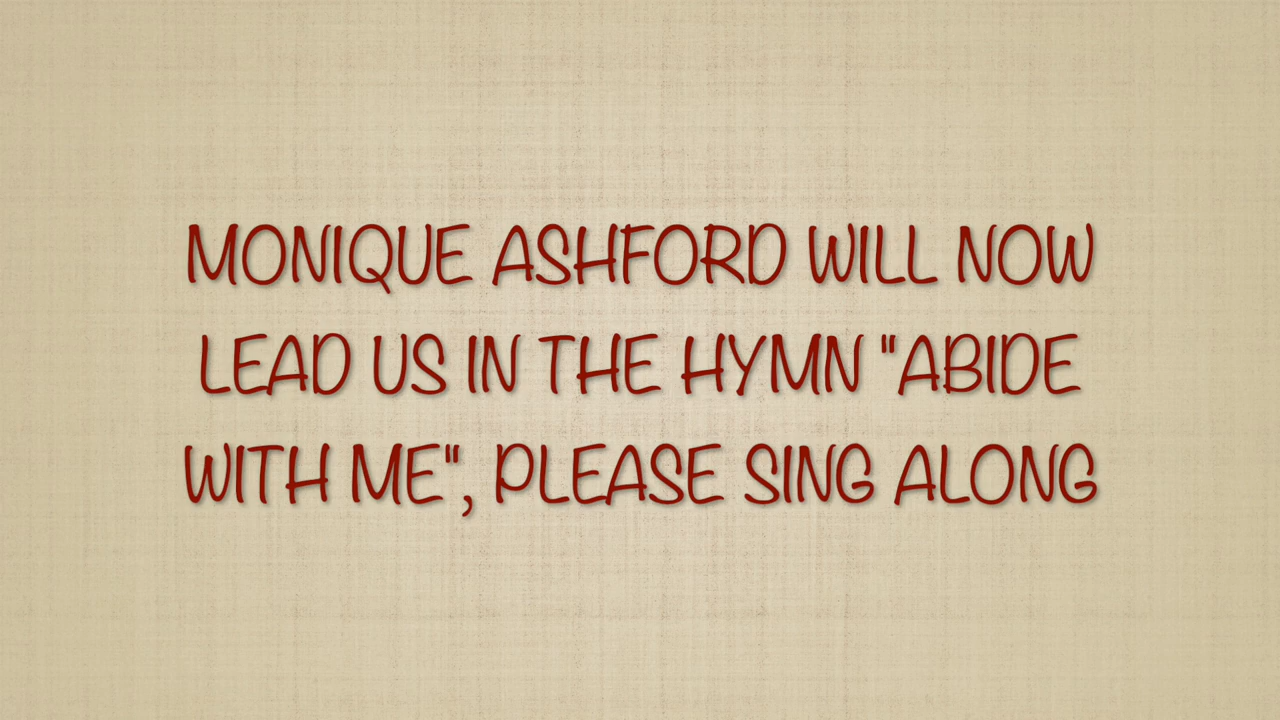 MONIQUE ASHFORD WILL NOW
LEAD US IN THE HYMN "ABIDE
WITH ME", PLEASE SING ALONG